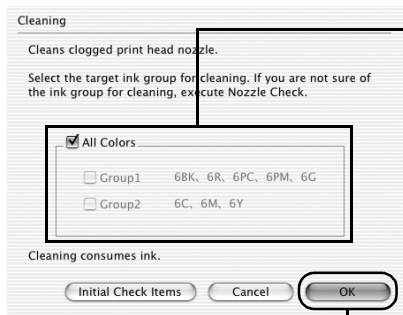 Cleaning
Cleans clogged print head nozzle.
Select the target ink group for cleaning. If you are not sure of
the ink group for cleaning, execute Nozzle Check.
All Colors
Group1 6BK、6R、6PC、6PM、6G
Group2 6C、6M、6Y
Cleaning consumes ink.
Initial Check Items Cancel OK